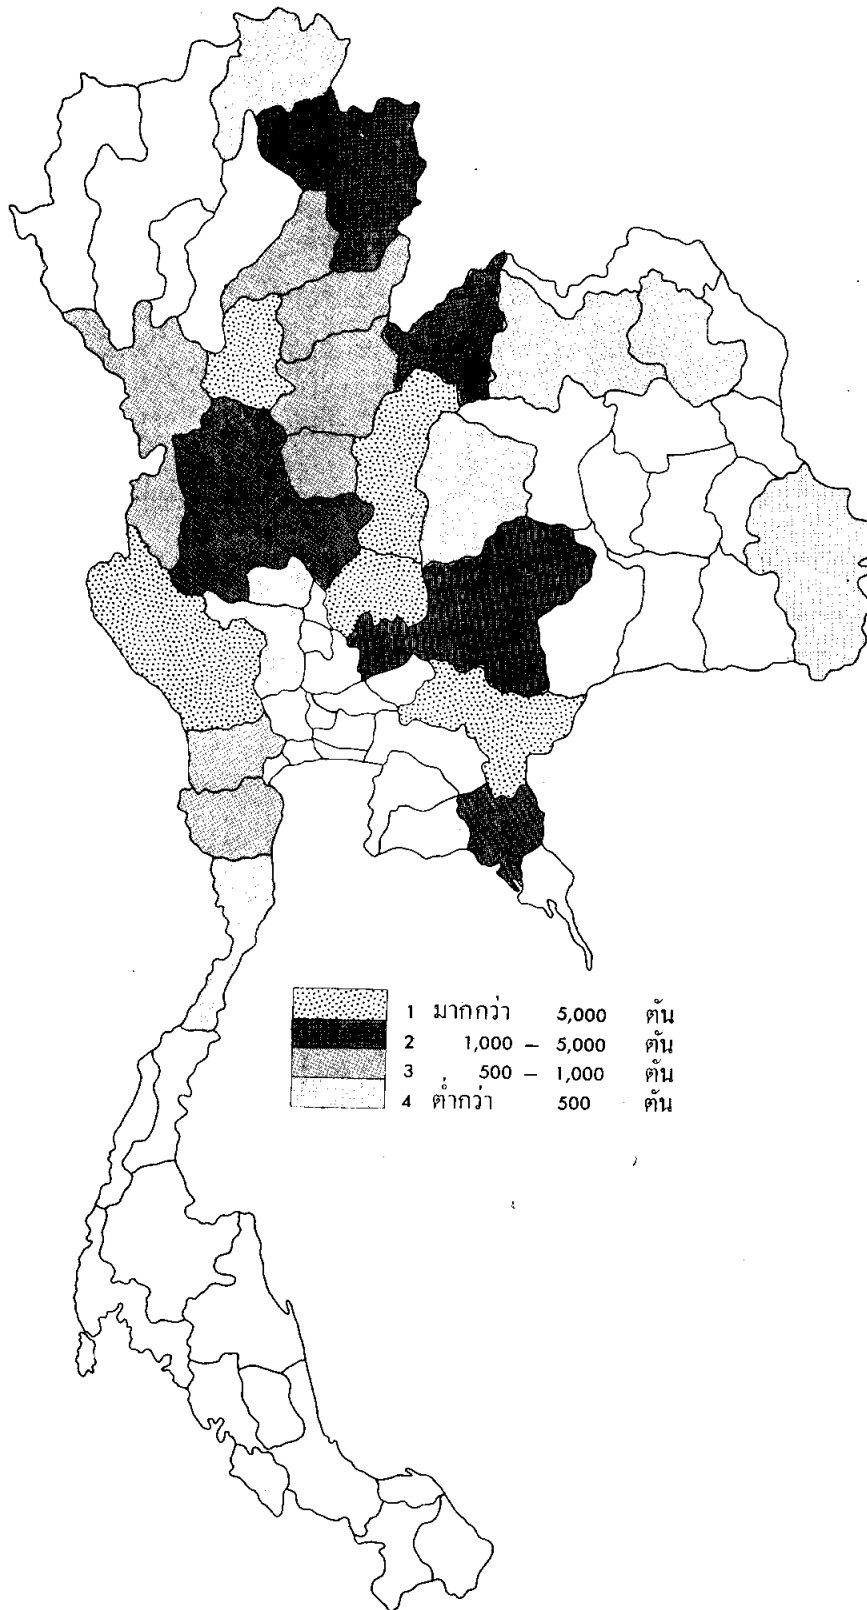 1 มากกว่า 5,000 ตัน
2 1,000 – 5,000 ตัน
3 500 – 1,000 ตัน
4 ต่ำกว่า 500 ตัน